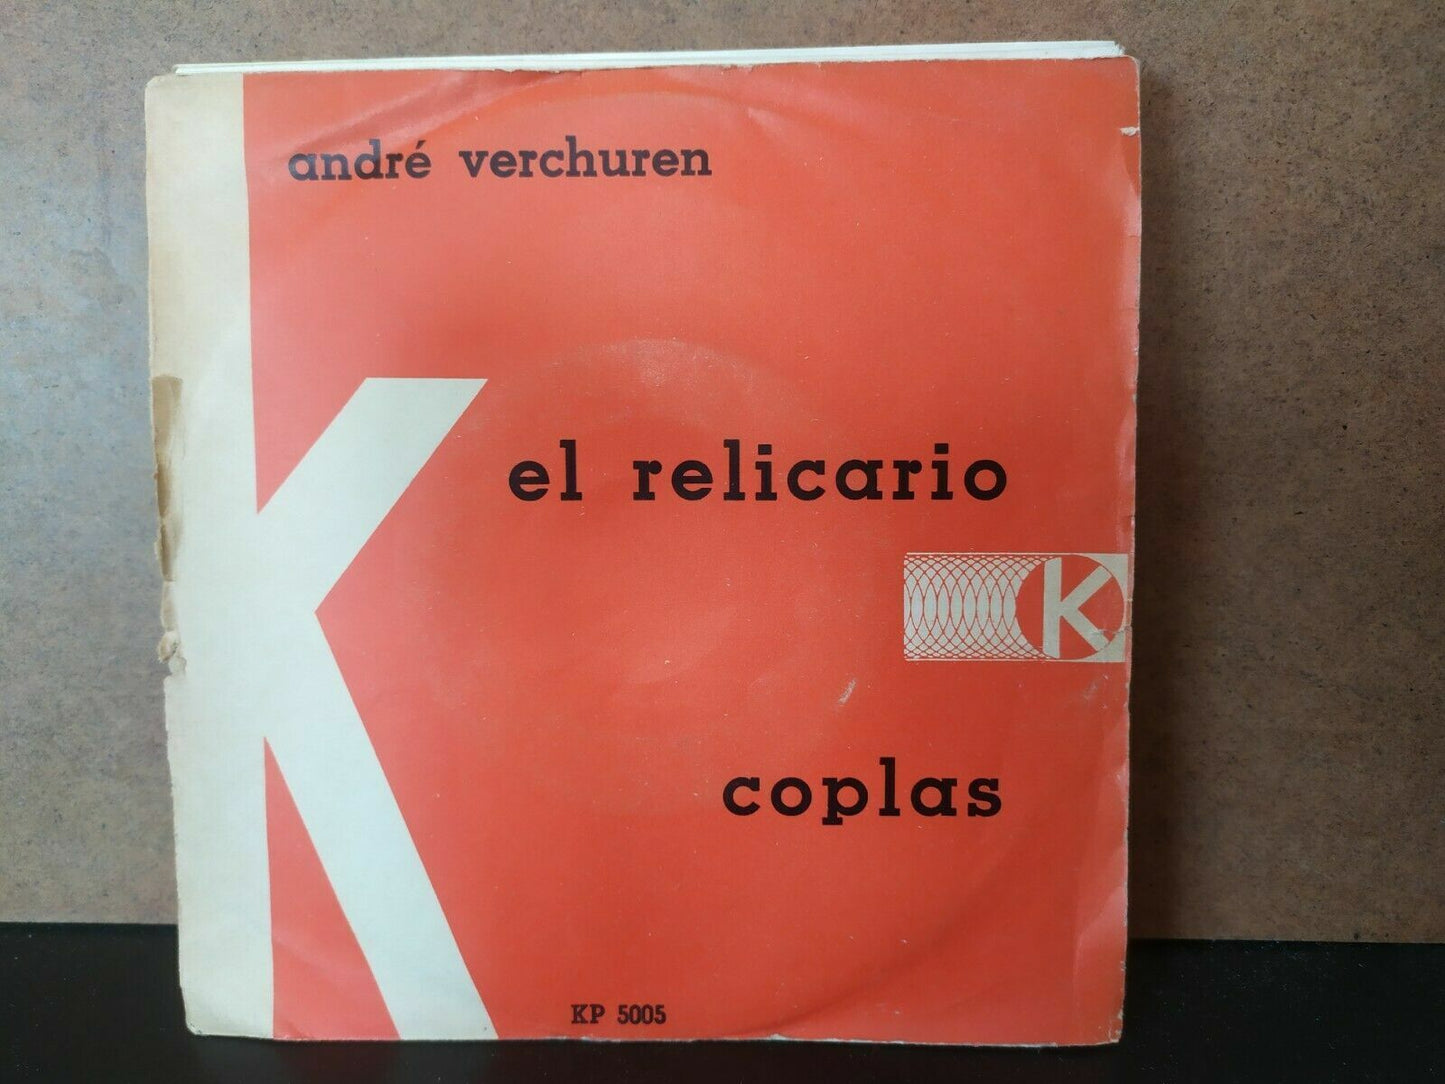 andré verchuren
K
el relicario
K
coplas
KP 5005